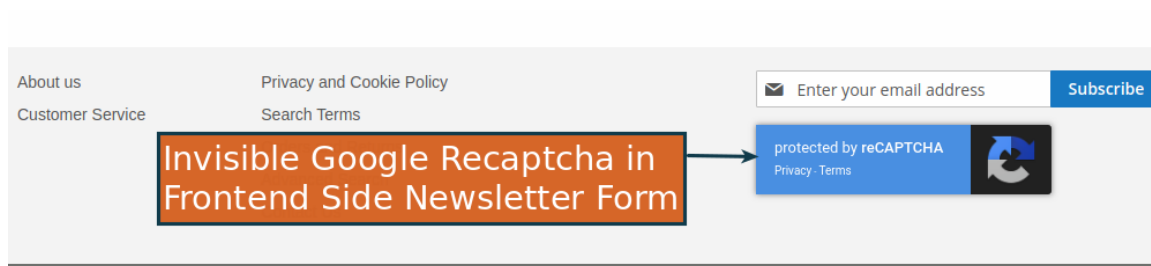 About us
Customer Service
Privacy and Cookie Policy
Search Terms
Enter your email address
Subscribe
protected by reCAPTCHA
Privacy - Terms
Invisible Google Recaptcha in
Frontend Side Newsletter Form